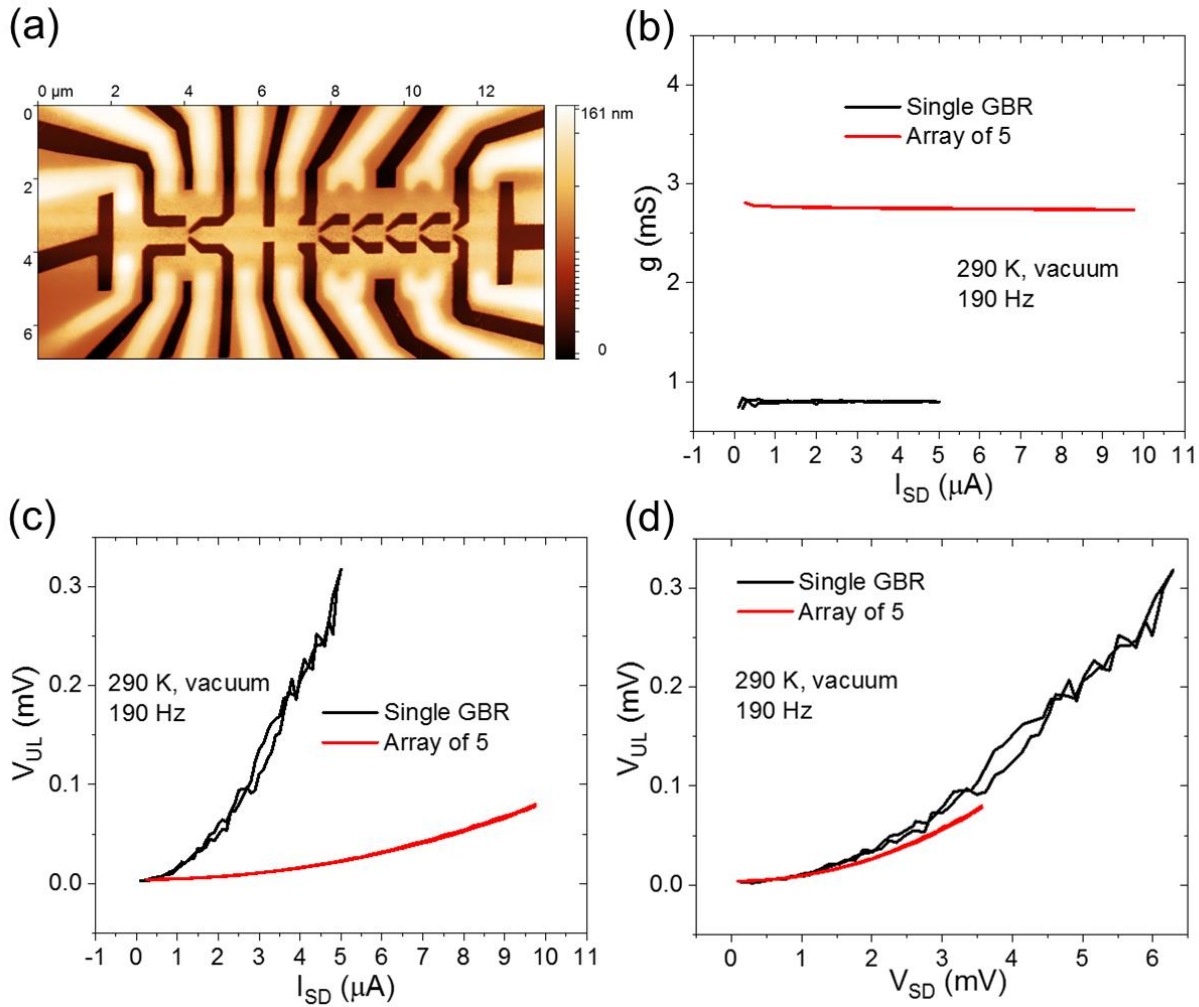 (a)
0 µm 2 4 6 8 10 12
0
2
4
6
161 nm
0
(b)
4
3
2
1
g (mS)
Single GBR
Array of 5
290 K, vacuum
190 Hz
-1 0 1 2 3 4 5 6 7 8 9 10 11
I_SD (μA)
(c)
0.3
0.2
0.1
0.0
V_UL (mV)
290 K, vacuum
190 Hz
Single GBR
Array of 5
-1 0 1 2 3 4 5 6 7 8 9 10 11
I_SD (μA)
(d)
0.3
0.2
0.1
0.0
V_UL (mV)
Single GBR
Array of 5
290 K, vacuum
190 Hz
0 1 2 3 4 5 6
V_SD (mV)